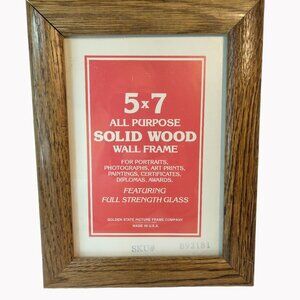 5x7
ALL PURPOSE
SOLID WOOD
WALL FRAME
FOR PORTRAITS,
PHOTOGRAPHS, ART PRINTS,
PAINTINGS, CERTIFICATES,
DIPLOMAS, AWARDS.
FEATURING
FULL STRENGTH GLASS
GOLDEN STATE PICTURE FRAME COMPANY
MADE IN U.S.A.
SKU# 892181